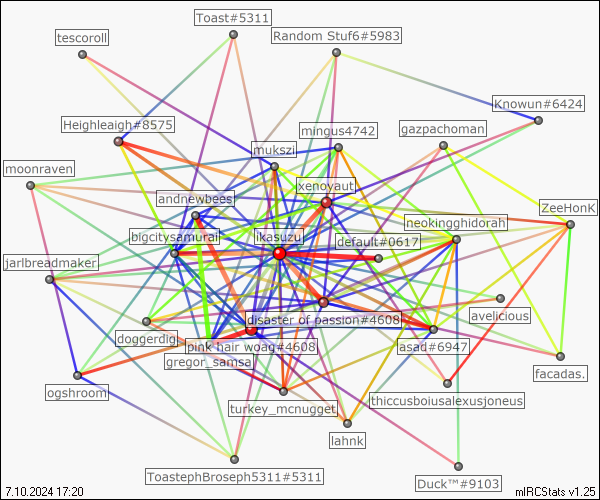 Toast#5311
Random Stuf6#5983
tescoroll
Knowun#6424
Heighleaigh#8575
mingus4742
gazpachoman
mukszi
moonraven
xenoyaut
andnewbees
ZeeHonK
neokingghidorah
bigcitysamurai
likasuzu
default#0617
jarlbreadmaker
avelicious
disaster of passion#4608
doggerdig
pink hair woag#4608
asad#6947
gregor_samsa
facadas.
ogshroom
turkey_mcnugget
thiccusboiusalexusjoneus
lahnk
ToastephBroseph5311#5311
Duck™#9103
7.10.2024 17:20
mIRCStats v1.25